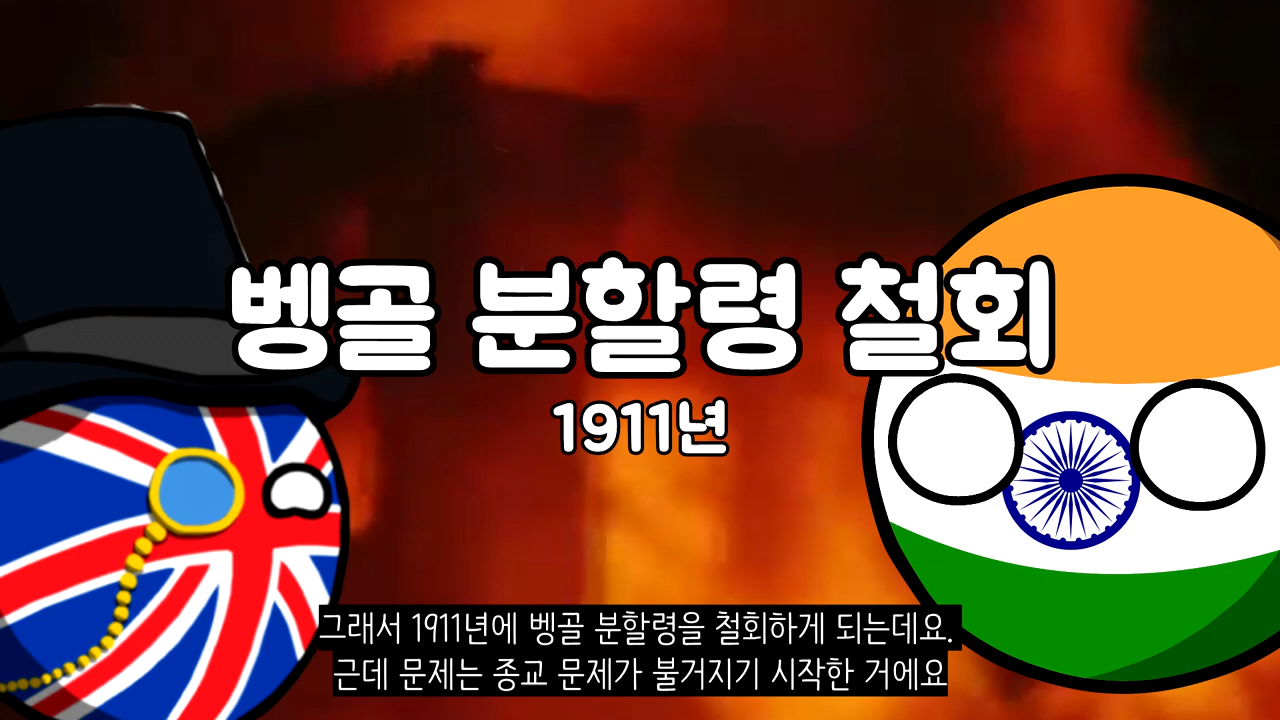 벵골 분할령 철회
1911년
그래서 1911년에 벵골 분할령을 철회하게 되는데요.
근데 문제는 종교 문제가 불거지기 시작한 거에요